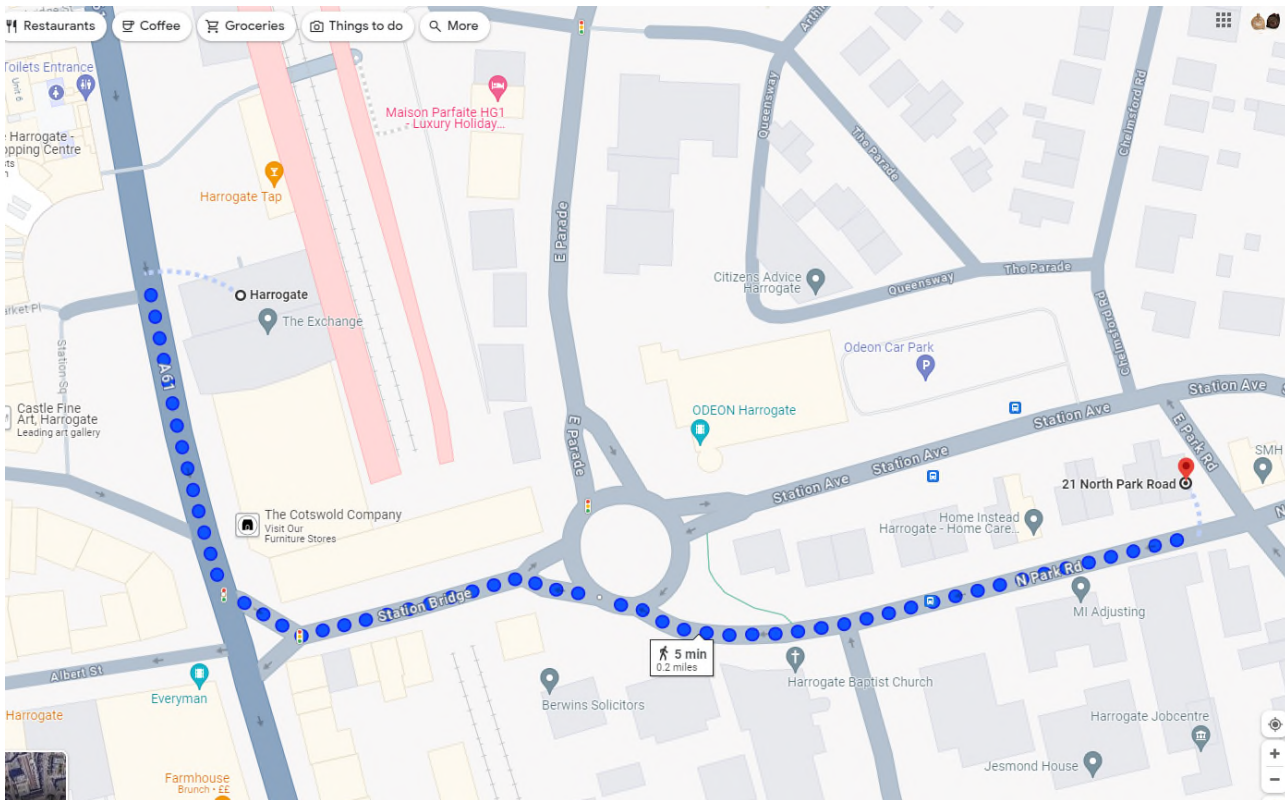 Restaurants
Coffee
Groceries
Things to do
More
Toilets Entrance
Unit 6
Harrogate -
opping Centre
Maison Parfaite HG1
- Luxury Holiday...
Harrogate Tap
E Parade
Queensway
The Parade
Chelmsford Rd
Harrogate
The Exchange
Citizens Advice
Harrogate
Queensway
The Parade
Chelmsford Rd
arket Pl
Station Sq
A61
Odeon Car Park
Castle Fine
Art, Harrogate
Leading art gallery
ODEON Harrogate
E Parade
Station Ave
Station Ave
Station Ave
Station Ave
E Park Rd
SMH
21 North Park Road
The Cotswold Company
Visit Our
Furniture Stores
Home Instead
Harrogate - Home Care...
N Park Rd
Station Bridge
MI Adjusting
5 min
0.2 miles
Albert St
Everyman
Harrogate Baptist Church
Berwins Solicitors
Harrogate
Harrogate Jobcentre
Jesmond House
Farmhouse
Brunch • ££